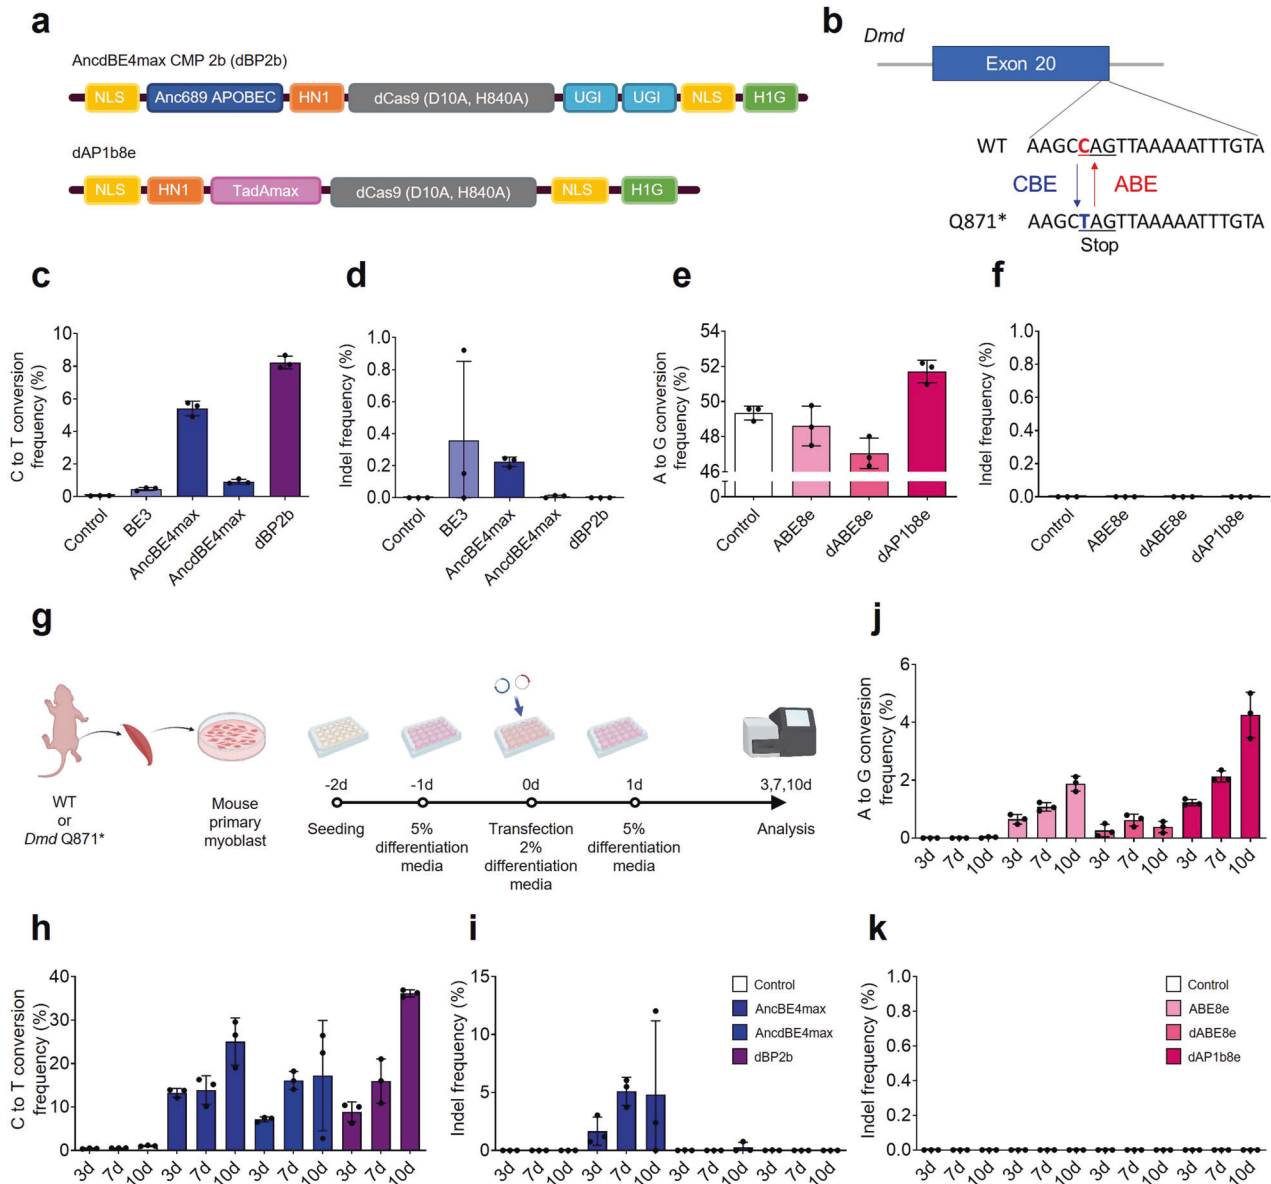 a
AncdBE4max CMP 2b (dBP2b)
NLS Anc689 APOBEC HN1 dCas9 (D10A, H840A) UGI UGI NLS H1G
dAP1b8e
NLS HN1 TadAmax dCas9 (D10A, H840A) NLS H1G
b
Dmd
Exon 20
WT AAGCCAGTTAAAAATTTGTA
CBE ABE
Q871* AAGCTAGTTAAAAATTTGTA
Stop
c
C to T conversion
frequency (%)
10
8
6
4
2
0
Control
BE3
AncBE4max
AncdBE4max
dBP2b
d
Indel frequency (%)
1.0
0.8
0.6
0.4
0.2
0.0
Control
BE3
AncBE4max
AncdBE4max
dBP2b
e
A to G conversion
frequency (%)
54
52
50
48
46
0
Control
ABE8e
dABE8e
dAP1b8e
f
Indel frequency (%)
1.0
0.8
0.6
0.4
0.2
0.0
Control
ABE8e
dABE8e
dAP1b8e
g
WT
or
Dmd Q871*
Mouse
primary
myoblast
-2d -1d 0d 1d 3,7,10d
Seeding
5%
differentiation
media
Transfection
2%
differentiation
media
5%
differentiation
media
Analysis
j
A to G conversion
frequency (%)
6
4
2
0
3d 7d 10d 3d 7d 10d 3d 7d 10d 3d 7d 10d
h
C to T conversion
frequency (%)
40
30
20
10
0
3d 7d 10d 3d 7d 10d 3d 7d 10d 3d 7d 10d
i
Indel frequency (%)
15
10
5
0
3d 7d 10d 3d 7d 10d 3d 7d 10d 3d 7d 10d
Control
AncBE4max
AncdBE4max
dBP2b
k
Indel frequency (%)
1.0
0.8
0.6
0.4
0.2
0.0
3d 7d 10d 3d 7d 10d 3d 7d 10d 3d 7d 10d
Control
ABE8e
dABE8e
dAP1b8e